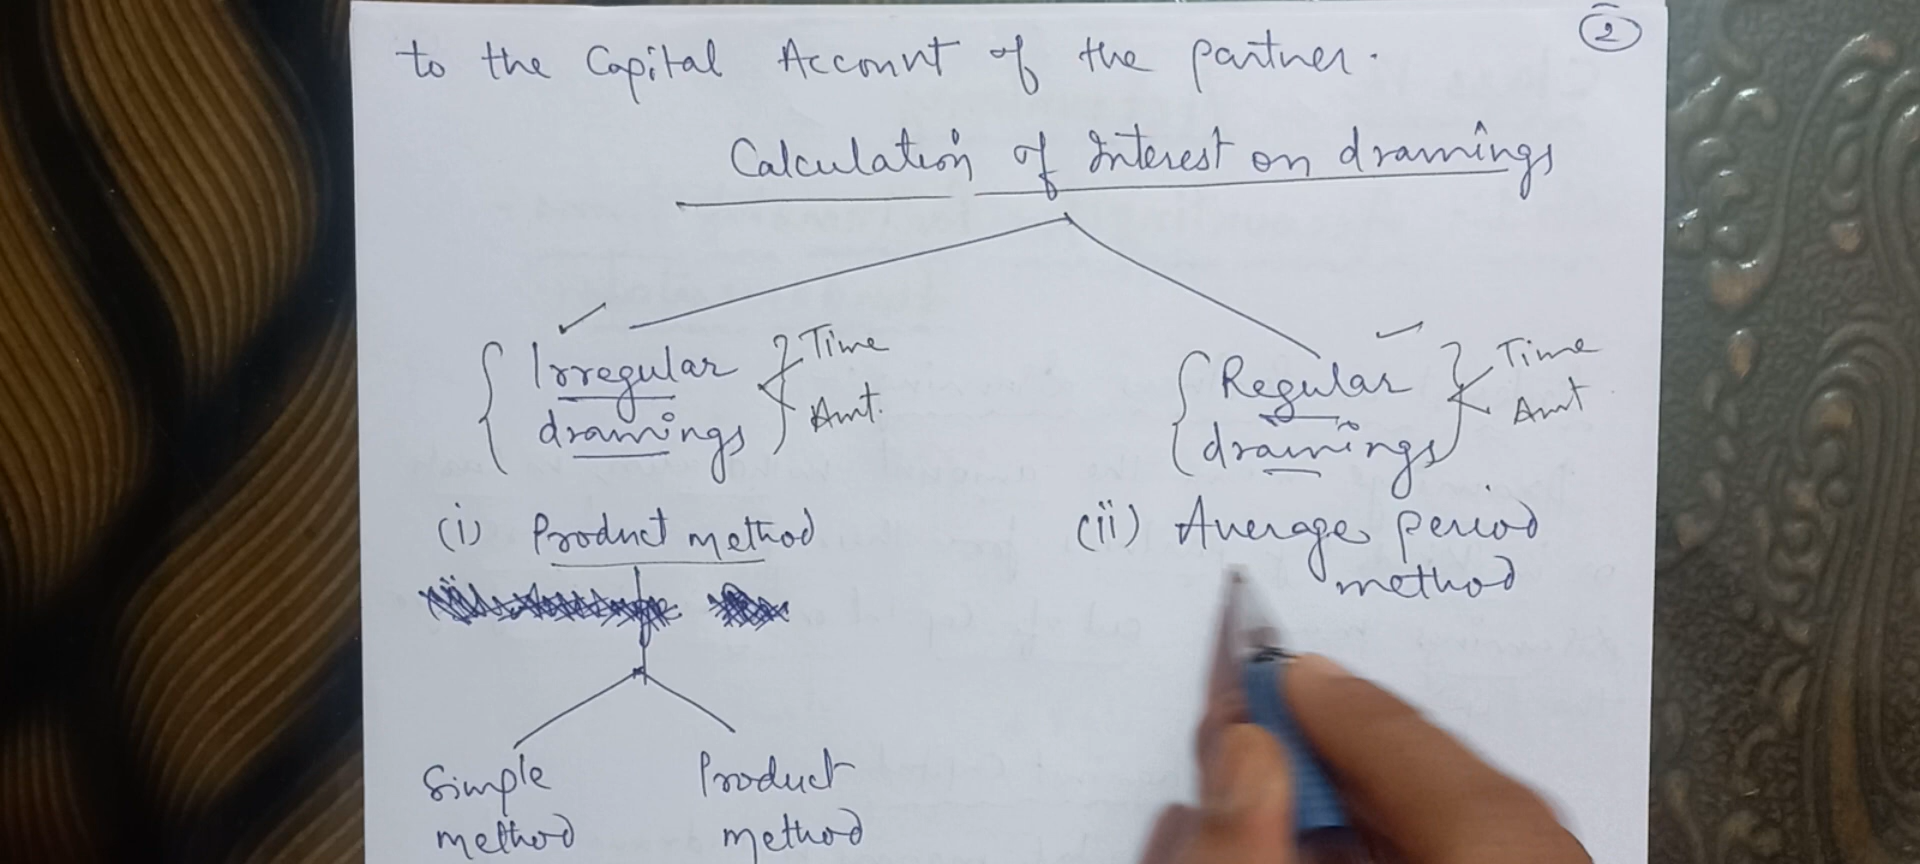 2
to the Capital Account of the partner.
Calculation of Interest on drawings
Irregular
drawings
Time
Amt.
Regular
drawings
Time
Amt
(i) Product method
(ii) Average period
method
Simple
method
Product
method